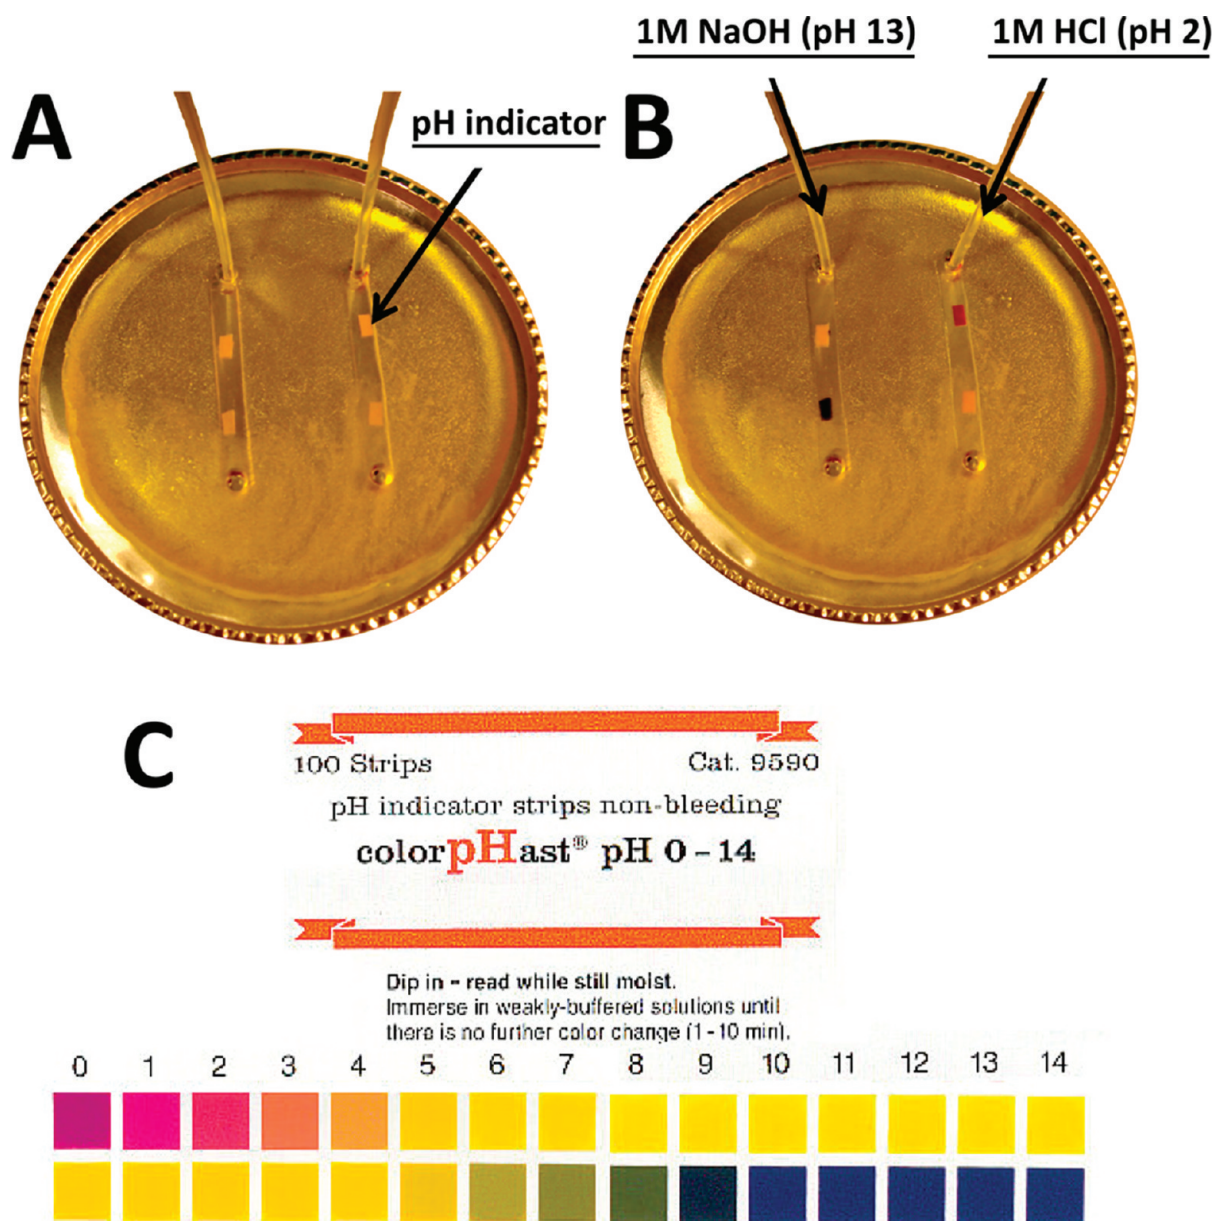 1M NaOH (pH 13)
1M HCl (pH 2)
A
pH indicator
B
C
100 Strips
Cat. 9590
pH indicator strips non-bleeding
colorpHast® pH 0 – 14
Dip in – read while still moist.
Immerse in weakly-buffered solutions until
there is no further color change (1 - 10 min).
0 1 2 3 4 5 6 7 8 9 10 11 12 13 14